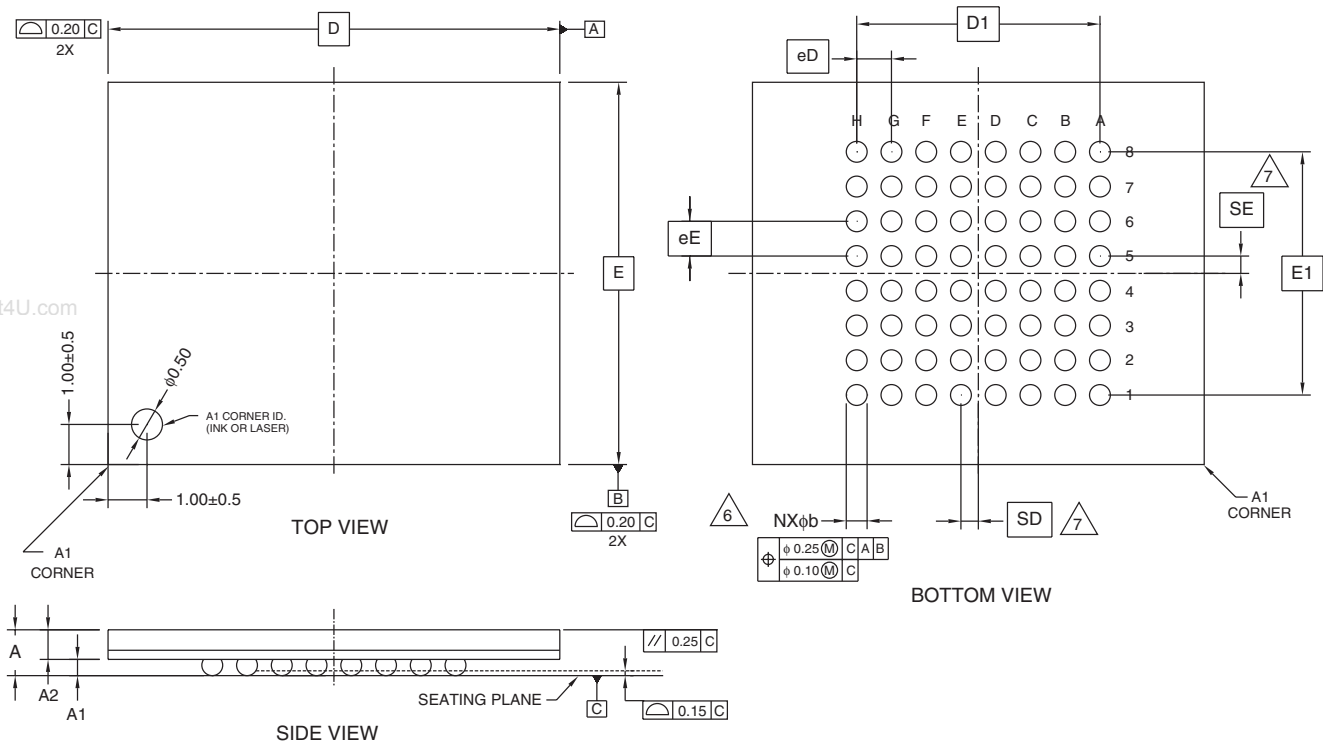 0.20 C
2X
D
A
D1
eD
H G F E D C B A
8
7
6
5
4
3
2
1
7
SE
eE
E
E1
t4U.com
1.00±0.5
ϕ0.50
A1 CORNER ID.
(INK OR LASER)
1.00±0.5
B
0.20 C
2X
TOP VIEW
A1
CORNER
6
NXϕb
SD
7
A1
CORNER
ϕ 0.25 Ⓜ C A B
ϕ 0.10 Ⓜ C
BOTTOM VIEW
A
A2
A1
// 0.25 C
SEATING PLANE
C
0.15 C
SIDE VIEW